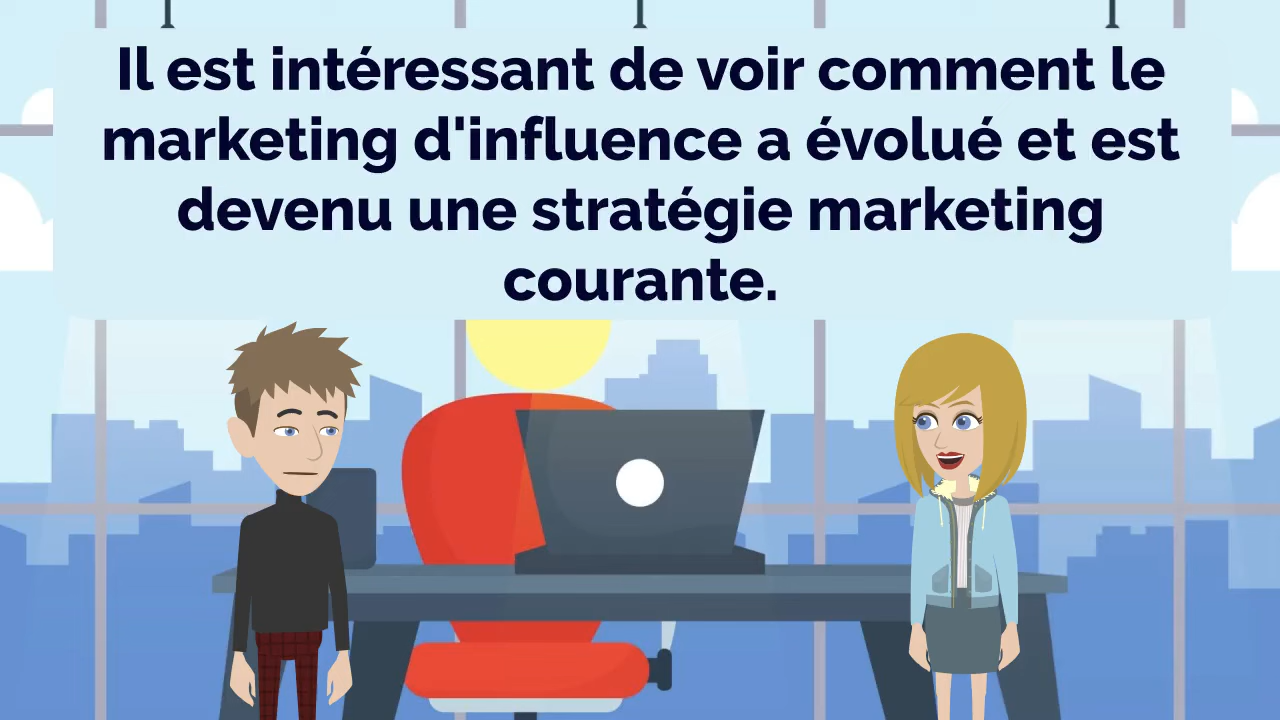 Il est intéressant de voir comment le
marketing d'influence a évolué et est
devenu une stratégie marketing
courante.